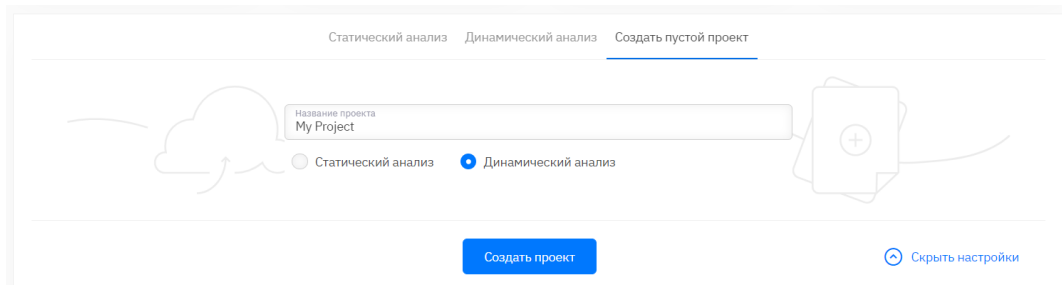 Статический анализ Динамический анализ Создать пустой проект
Название проекта
My Project
Статический анализ Динамический анализ
Создать проект Скрыть настройки